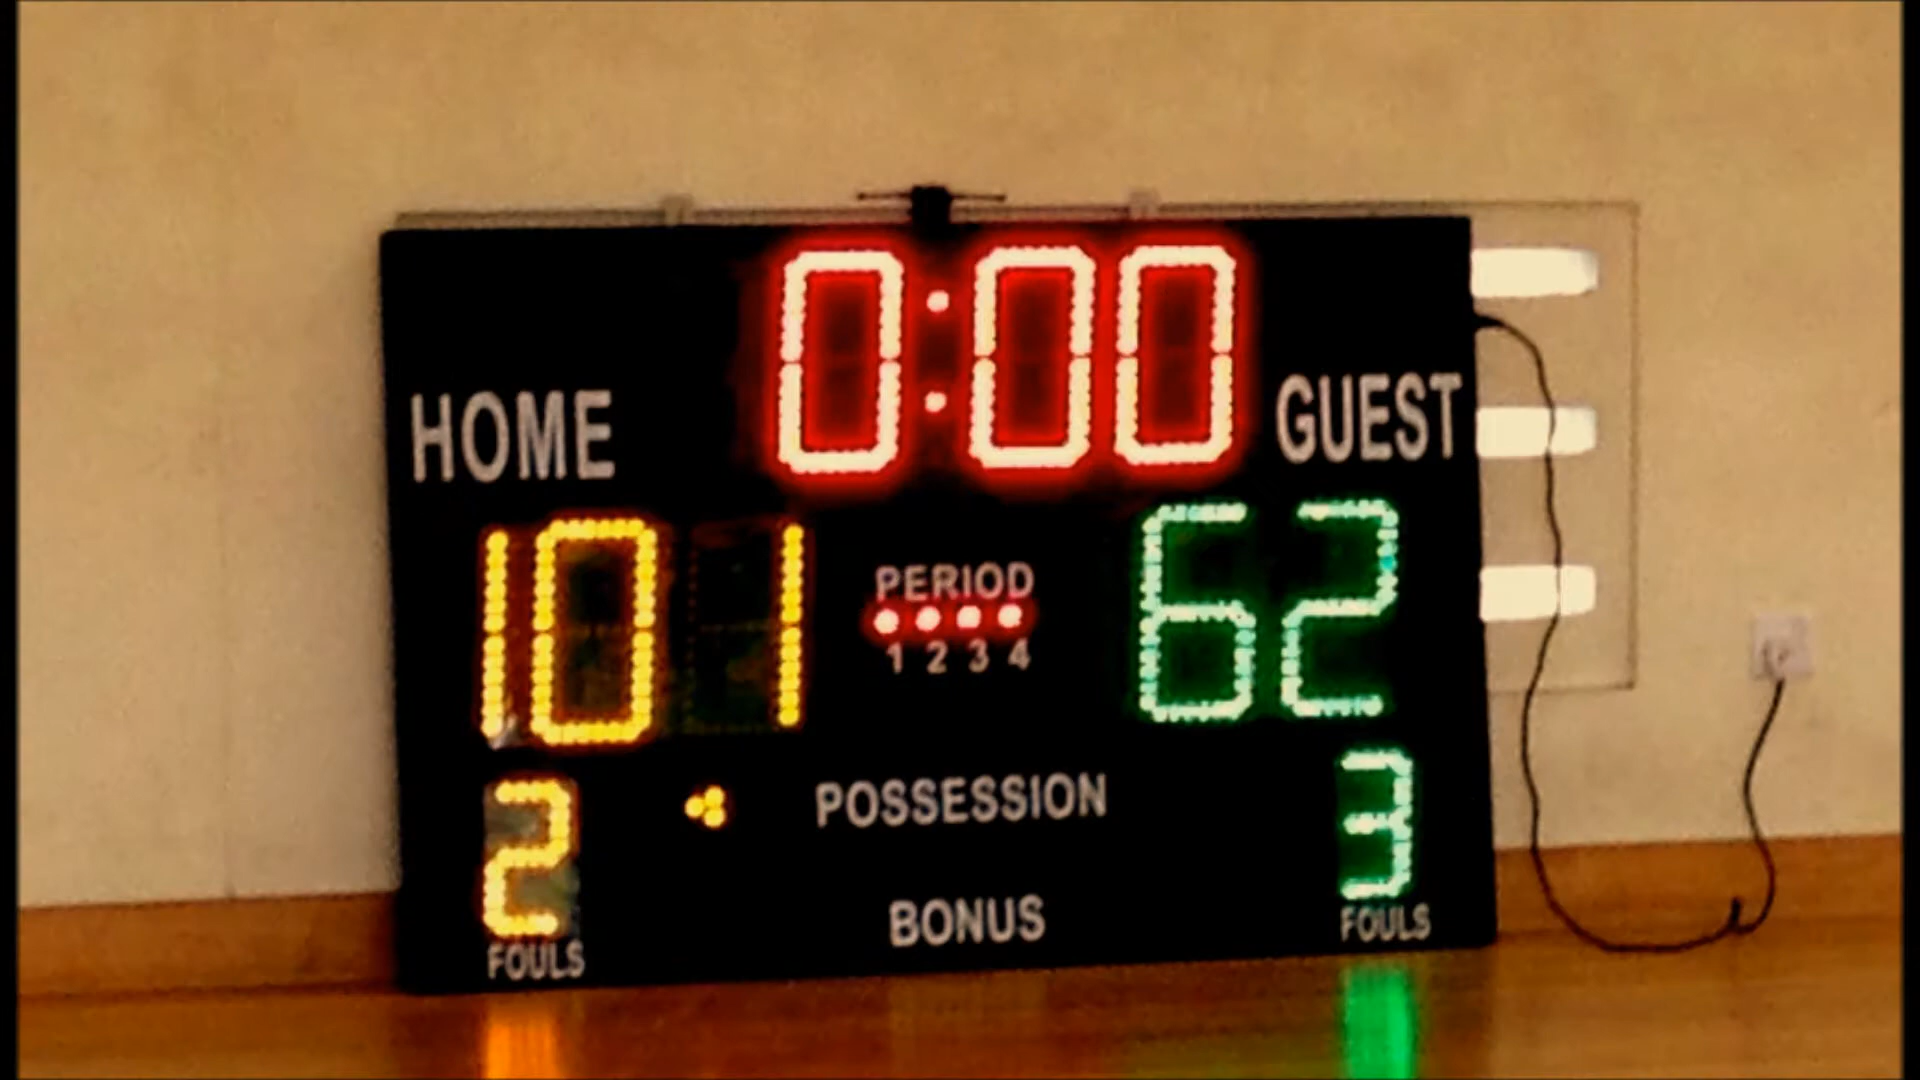 0:00
HOME GUEST
101 62
PERIOD
1 2 3 4
2 POSSESSION 3
BONUS
FOULS FOULS